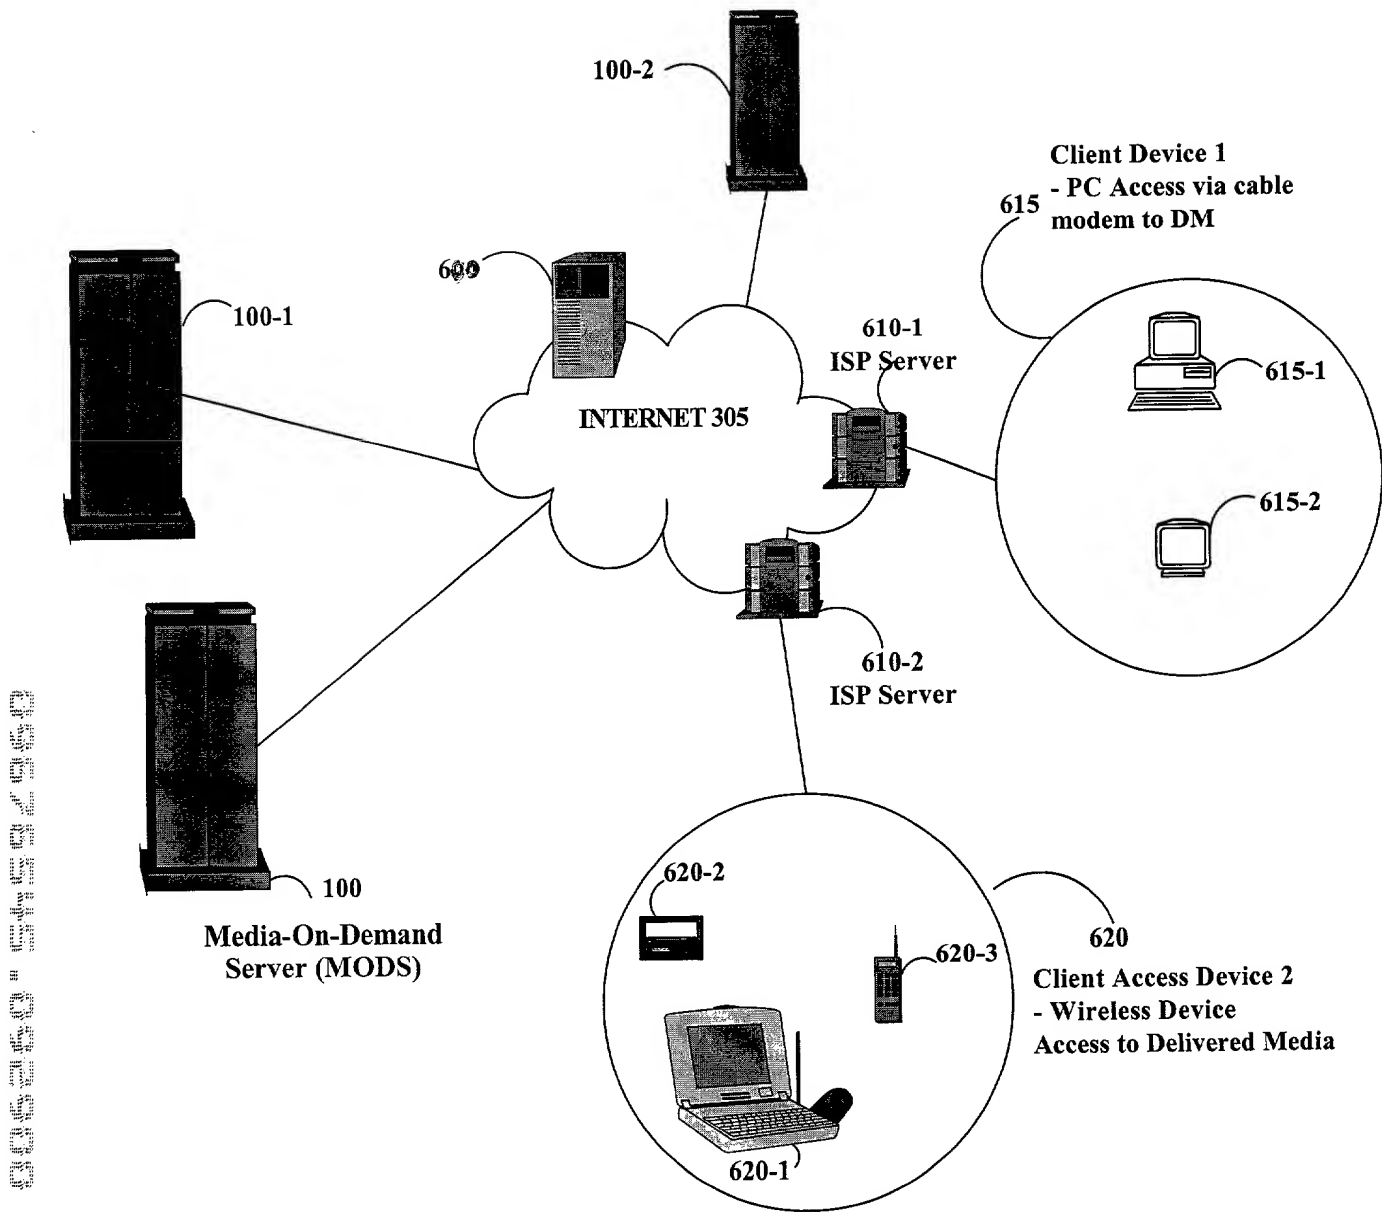 100-2
Client Device 1
- PC Access via cable
615
modem to DM
600
100-1
610-1
ISP Server
615-1
INTERNET 305
615-2
610-2
ISP Server
100
Media-On-Demand
Server (MODS)
620-2
620
620-3
Client Access Device 2
- Wireless Device
Access to Delivered Media
620-1